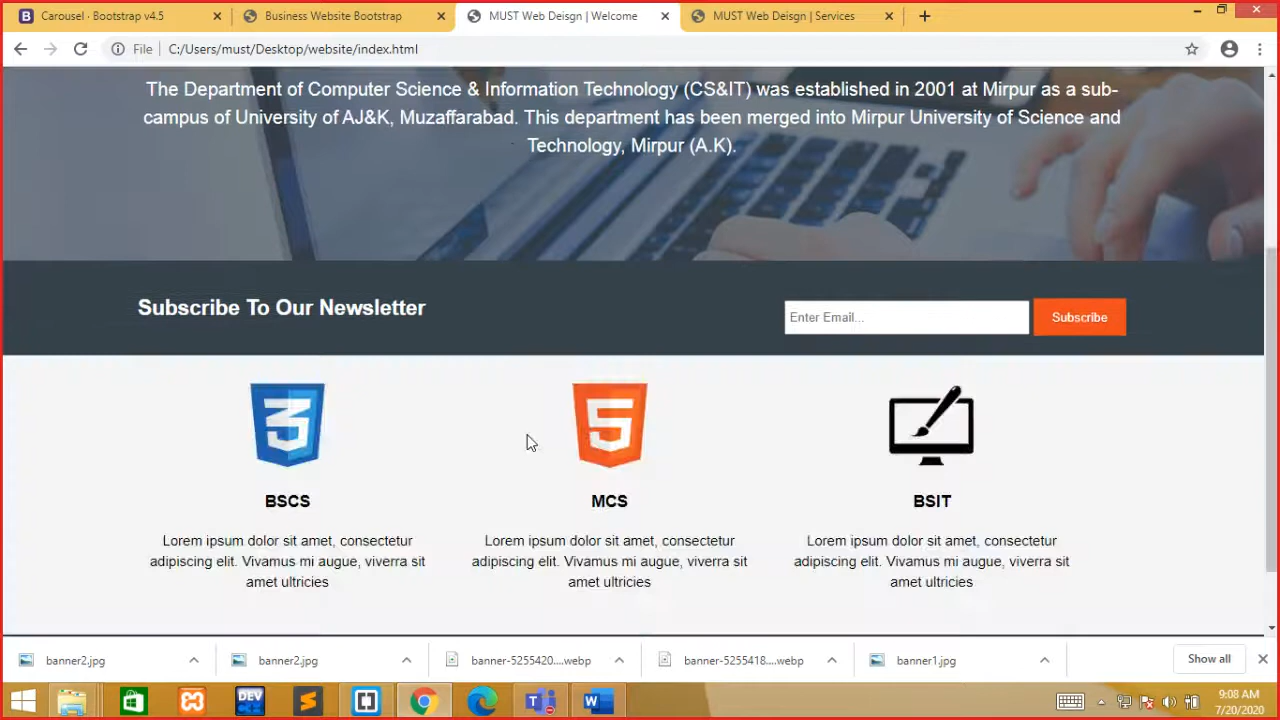 Carousel · Bootstrap v4.5
Business Website Bootstrap
MUST Web Deisgn | Welcome
MUST Web Deisgn | Services
File
C:/Users/must/Desktop/website/index.html
The Department of Computer Science & Information Technology (CS&IT) was established in 2001 at Mirpur as a sub-
campus of University of AJ&K, Muzaffarabad. This department has been merged into Mirpur University of Science and
Technology, Mirpur (A.K).
Subscribe To Our Newsletter
Enter Email...
Subscribe
3
5
BSCS
MCS
BSIT
Lorem ipsum dolor sit amet, consectetur
adipiscing elit. Vivamus mi augue, viverra sit
amet ultricies
Lorem ipsum dolor sit amet, consectetur
adipiscing elit. Vivamus mi augue, viverra sit
amet ultricies
Lorem ipsum dolor sit amet, consectetur
adipiscing elit. Vivamus mi augue, viverra sit
amet ultricies
banner2.jpg
banner2.jpg
banner-5255420....webp
banner-5255418....webp
banner1.jpg
Show all
DEV
9:08 AM
7/20/2020